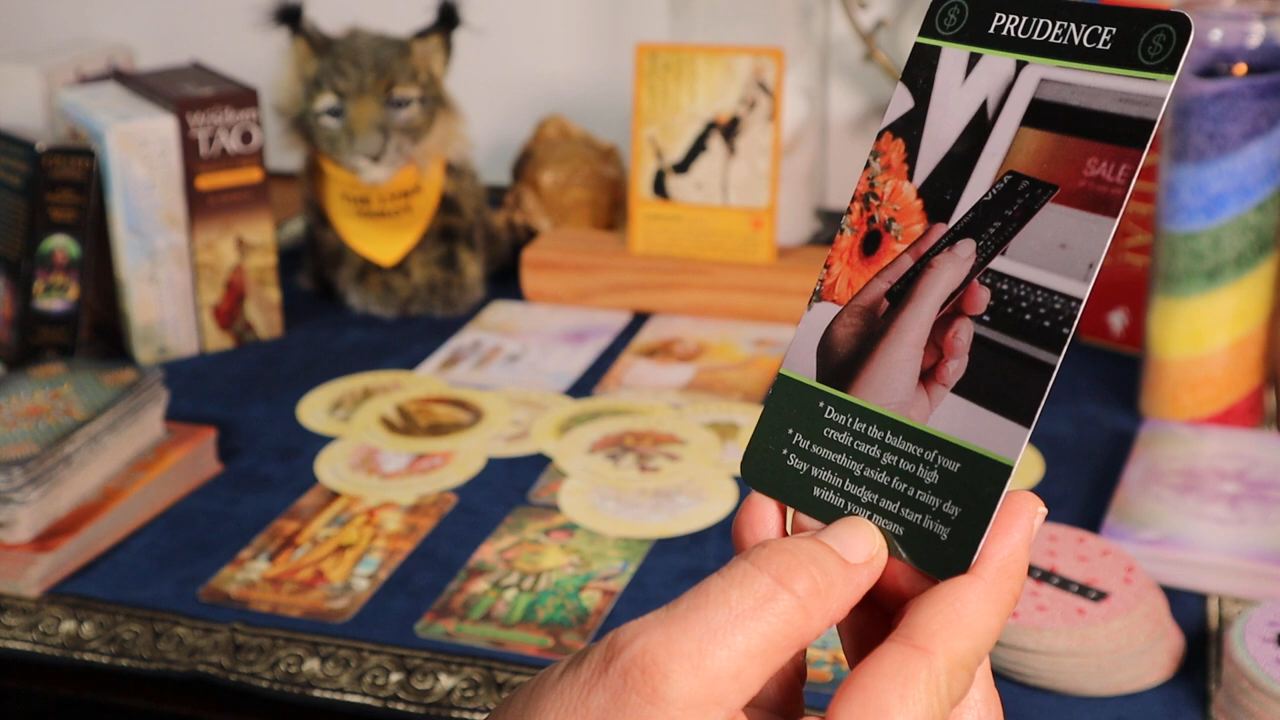 PRUDENCE
SALE
VISA
* Don't let the balance of your
credit cards get too high
* Put something aside for a rainy day
* Stay within budget and start living
within your means
Wisdom
TAO